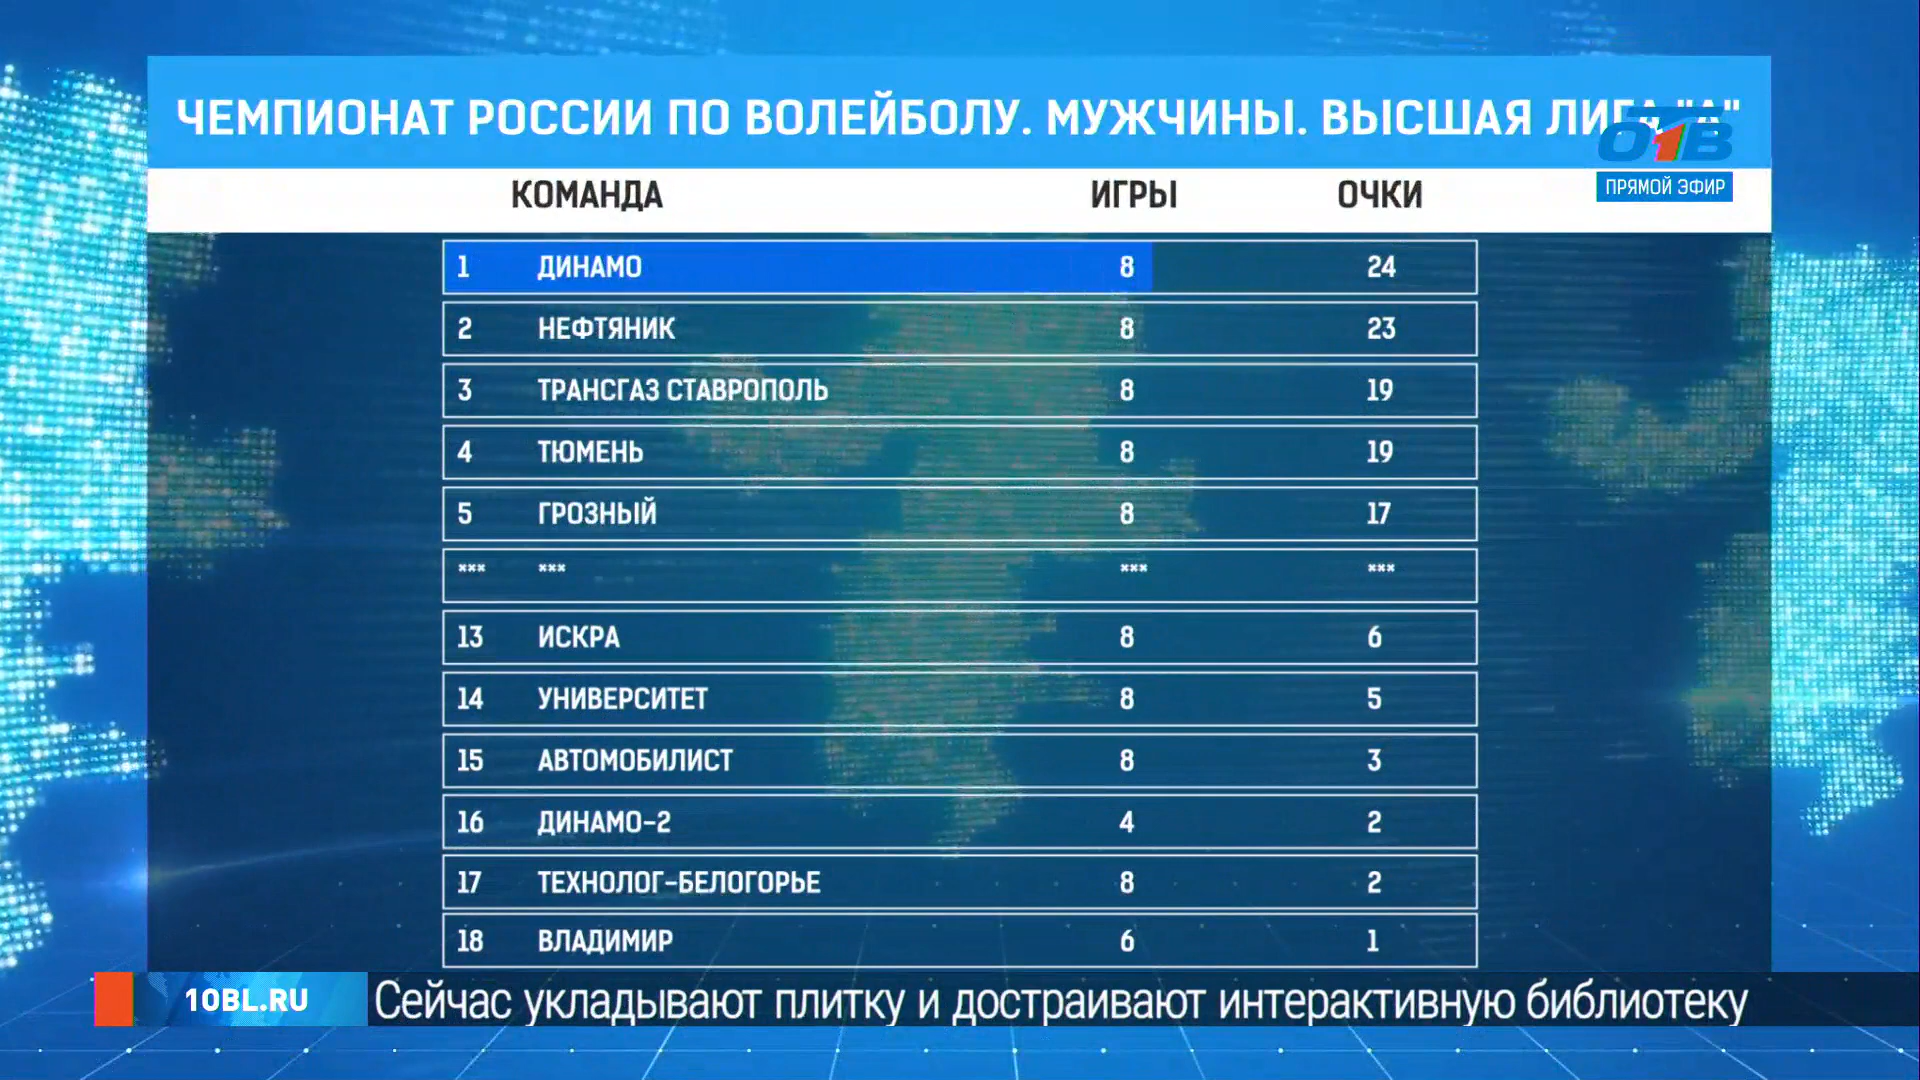 ЧЕМПИОНАТ РОССИИ ПО ВОЛЕЙБОЛУ. МУЖЧИНЫ. ВЫСШАЯ ЛИГА "А"
О1В
ПРЯМОЙ ЭФИР
КОМАНДА ИГРЫ ОЧКИ
1 ДИНАМО 8 24
2 НЕФТЯНИК 8 23
3 ТРАНСГАЗ СТАВРОПОЛЬ 8 19
4 ТЮМЕНЬ 8 19
5 ГРОЗНЫЙ 8 17
*** *** *** ***
13 ИСКРА 8 6
14 УНИВЕРСИТЕТ 8 5
15 АВТОМОБИЛИСТ 8 3
16 ДИНАМО-2 4 2
17 ТЕХНОЛОГ-БЕЛОГОРЬЕ 8 2
18 ВЛАДИМИР 6 1
10BL.RU Сейчас укладывают плитку и достраивают интерактивную библиотеку